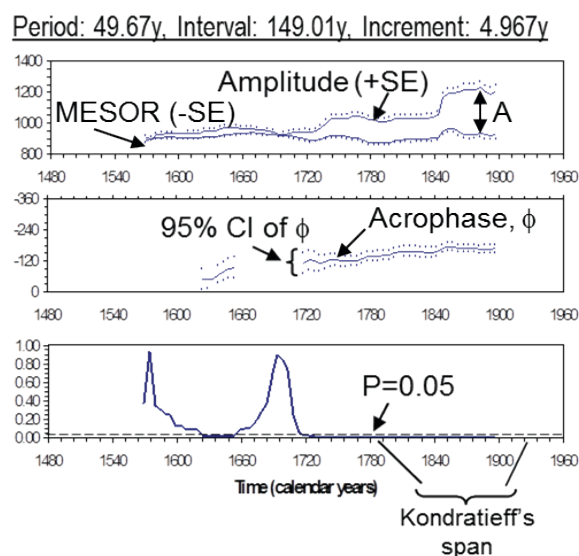 Period: 49.67y, Interval: 149.01y, Increment: 4.967y
1400
1200
1000
800
Amplitude (+SE)
MESOR (-SE)
A
1480 1540 1600 1660 1720 1780 1840 1900 1960
-360
-240
-120
0
95% CI of ϕ
Acrophase, ϕ
1480 1540 1600 1660 1720 1780 1840 1900 1960
1.00
0.80
0.60
0.40
0.20
0.00
P=0.05
1480 1540 1600 1660 1720 1780 1840 1900 1960
Time (calendar years)
Kondratieff's
span